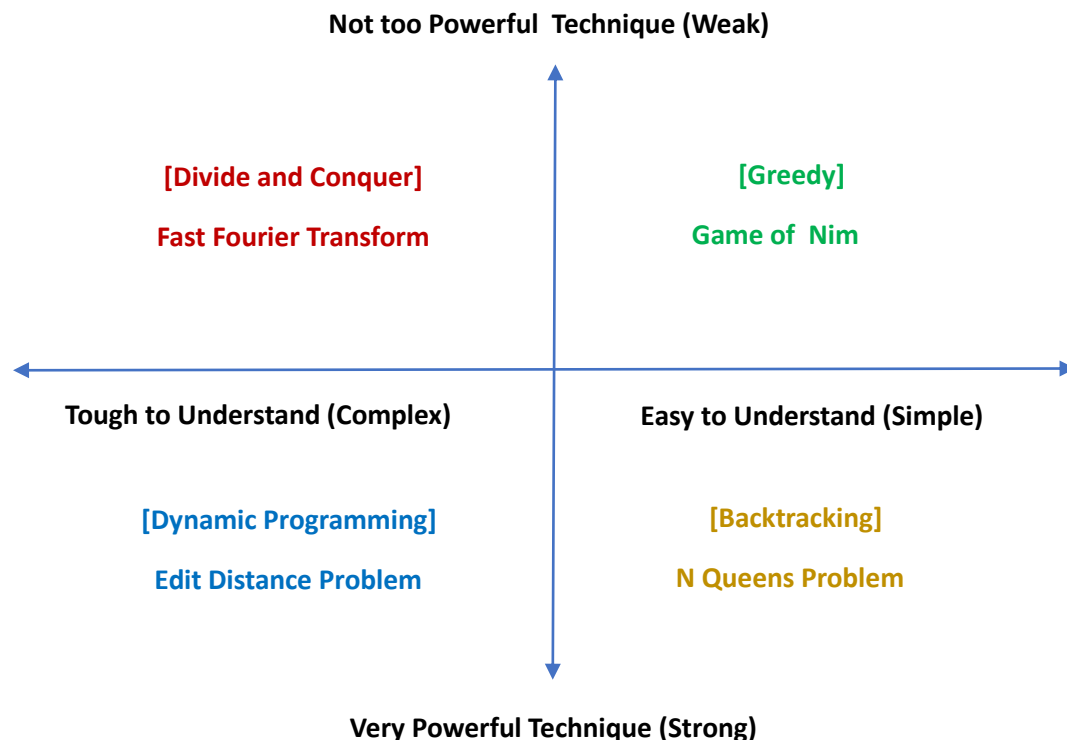 Not too Powerful Technique (Weak)
[Divide and Conquer]
[Greedy]
Fast Fourier Transform
Game of Nim
Tough to Understand (Complex)
Easy to Understand (Simple)
[Dynamic Programming]
[Backtracking]
Edit Distance Problem
N Queens Problem
Very Powerful Technique (Strong)